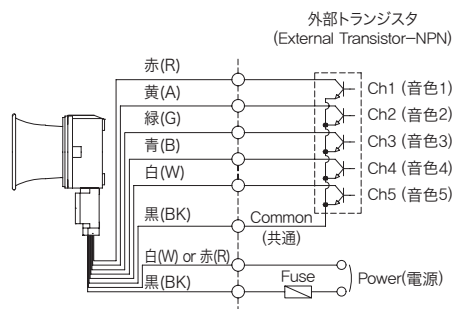 外部トランジスタ
(External Transistor−NPN)
赤(R)
黄(A)
緑(G)
青(B)
白(W)
黒(BK)
Ch1 (音色1)
Ch2 (音色2)
Ch3 (音色3)
Ch4 (音色4)
Ch5 (音色5)
Common
(共通)
白(W) or 赤(R)
黒(BK)
Fuse
Power(電源)